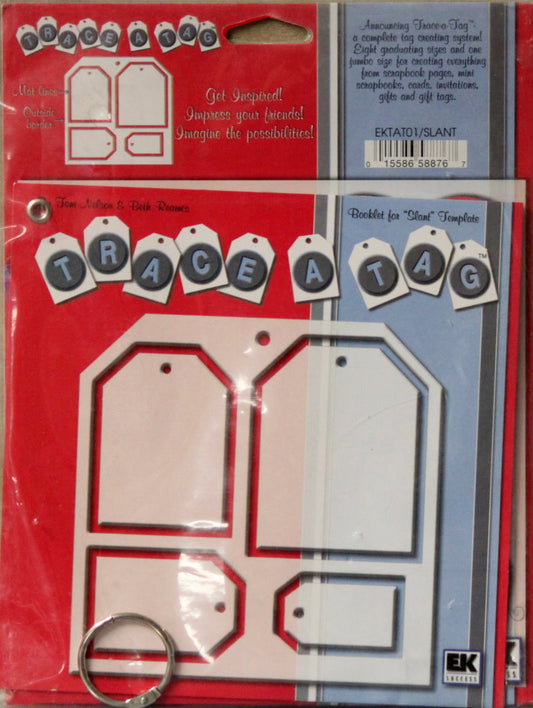 TRACE A TAG
Announcing Trace-a-Tag™
a complete tag creating system!
Eight graduating sizes and one
jumbo size for creating everything
from scrapbook pages, mini
scrapbooks, cards, invitations,
gifts and gift tags.
Mat lines
Outside
border
Get Inspired!
Impress your friends!
Imagine the possibilities!
EKTAT01/SLANT
0 15586 58876 7
Tom Nelson & Beth Reames
Booklet for "Slant" Template
TRACE A TAG™
EK
SUCCESS
EK